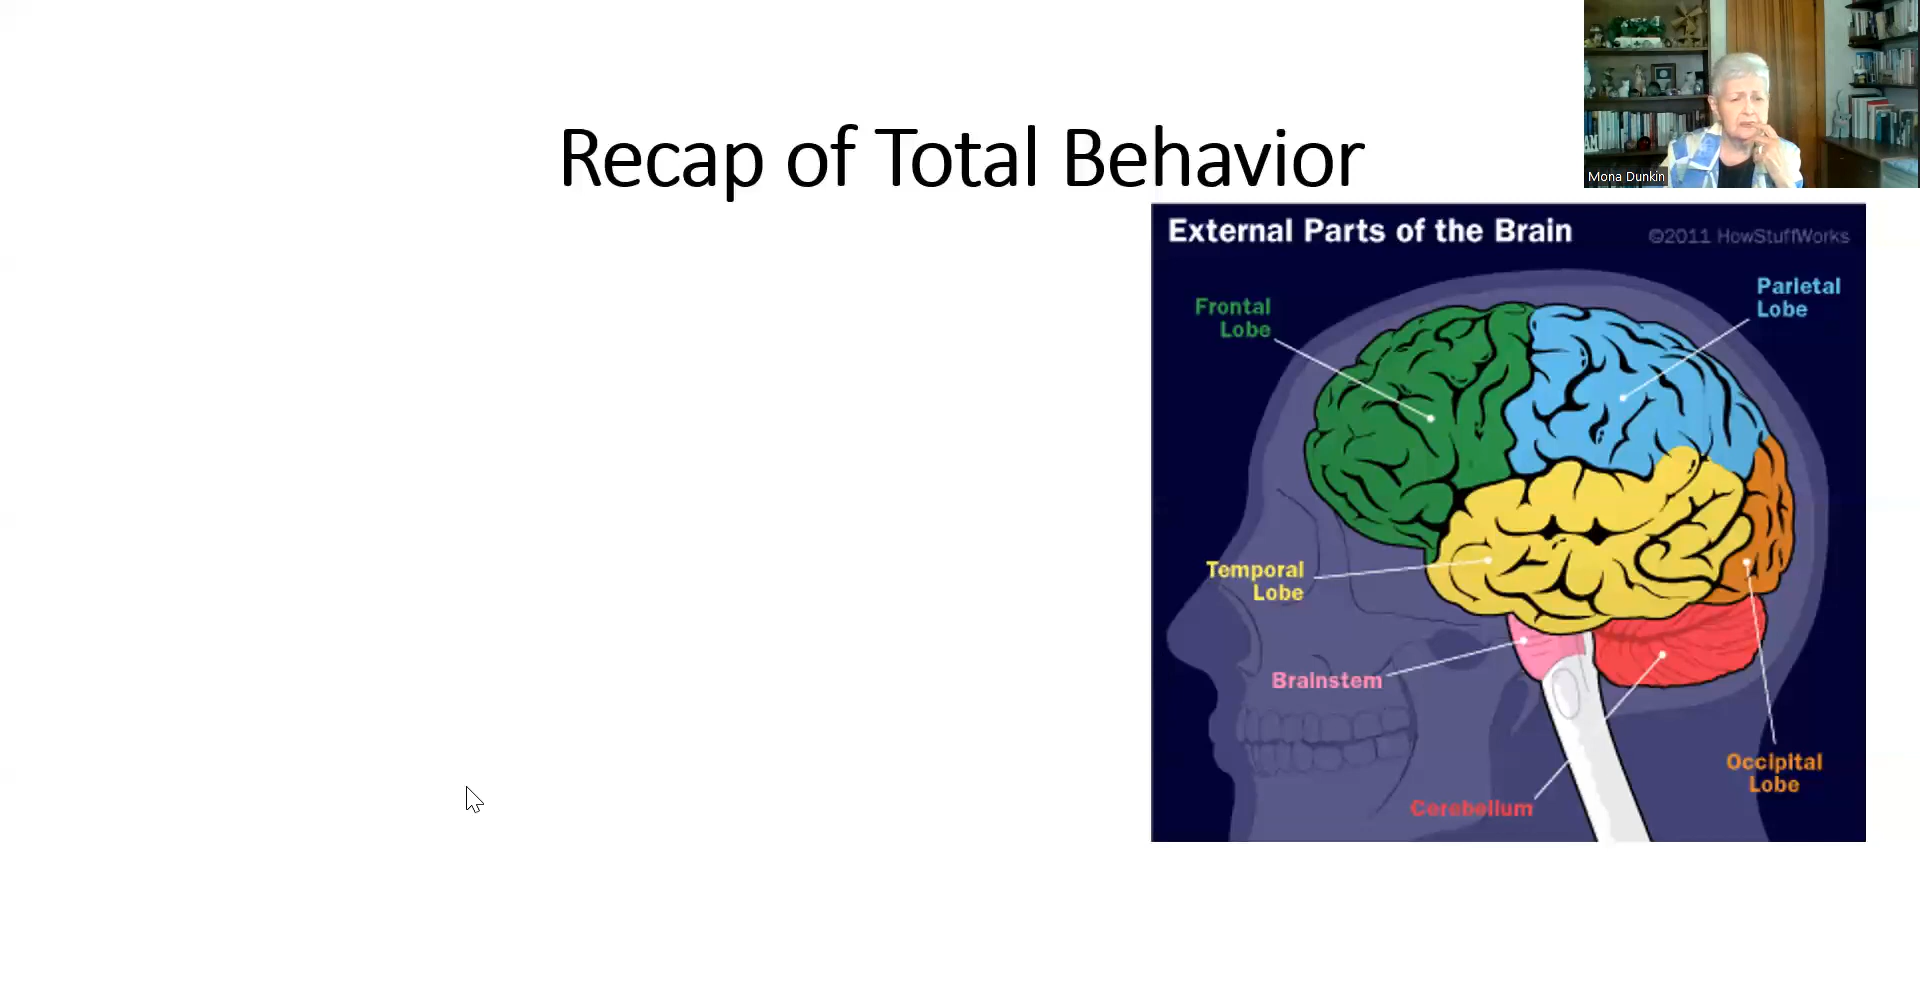 Recap of Total Behavior
Mona Dunkin
External Parts of the Brain
©2011 HowStuffWorks
Parietal
Lobe
Frontal
Lobe
Temporal
Lobe
Brainstem
Occipital
Lobe
Cerebellum